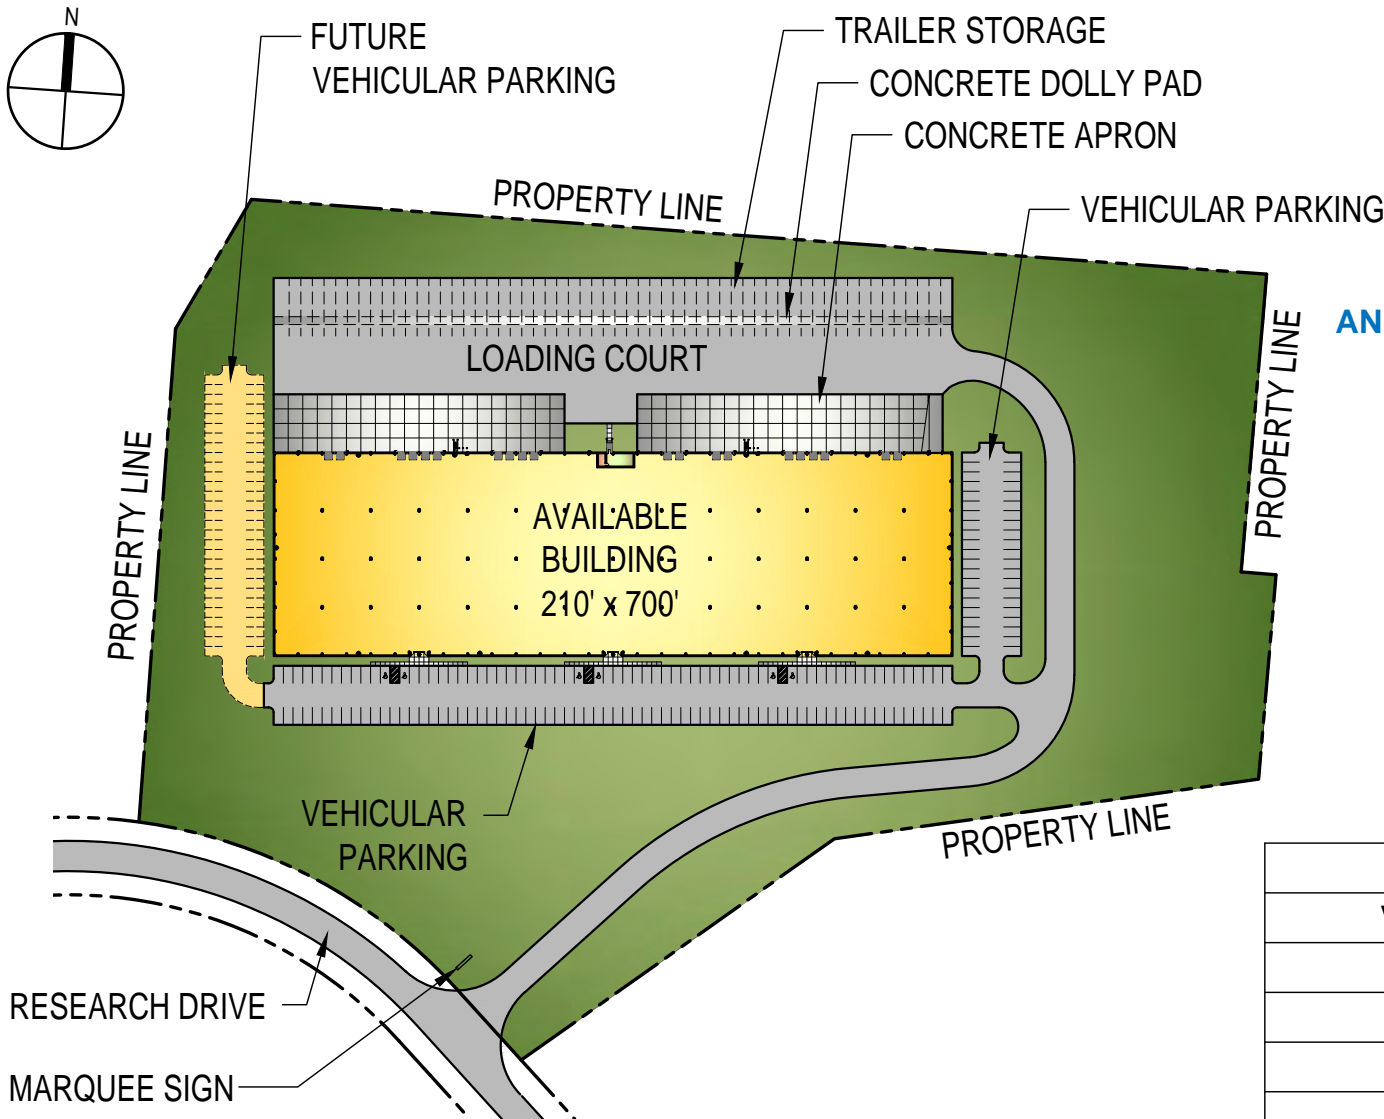 N
FUTURE
VEHICULAR PARKING
TRAILER STORAGE
CONCRETE DOLLY PAD
CONCRETE APRON
PROPERTY LINE
VEHICULAR PARKING
AN
PROPERTY LINE
LOADING COURT
PROPERTY LINE
AVAILABLE
BUILDING
210' x 700'
VEHICULAR
PARKING
PROPERTY LINE
RESEARCH DRIVE
MARQUEE SIGN